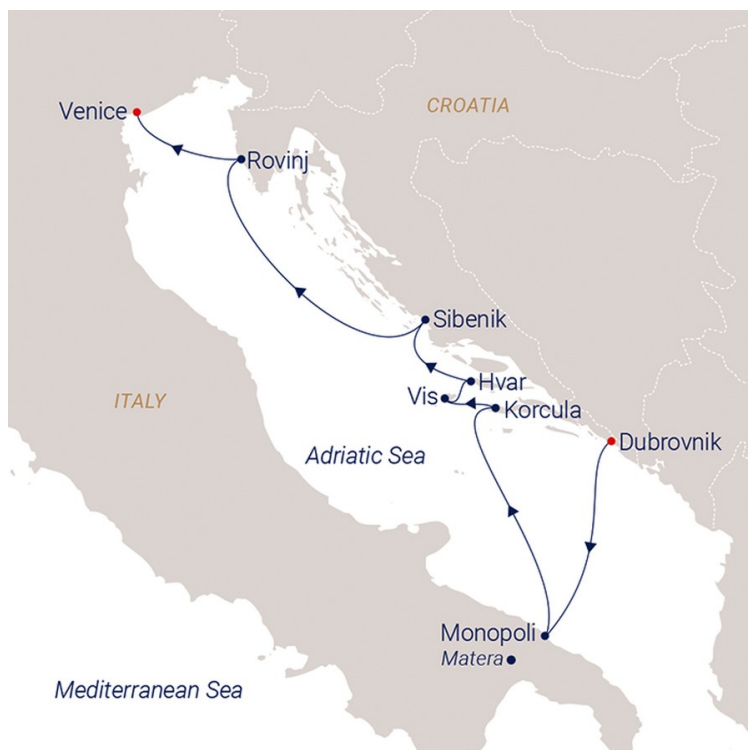 Venice
CROATIA
Rovinj
Sibenik
Hvar
Vis
Korcula
ITALY
Dubrovnik
Adriatic Sea
Monopoli
Matera
Mediterranean Sea